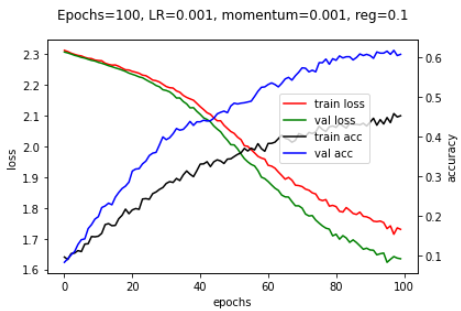 Epochs=100, LR=0.001, momentum=0.001, reg=0.1
2.3
2.2
2.1
2.0
1.9
1.8
1.7
1.6
loss
0
20
40
60
80
100
epochs
0.6
0.5
0.4
0.3
0.2
0.1
accuracy
train loss
val loss
train acc
val acc